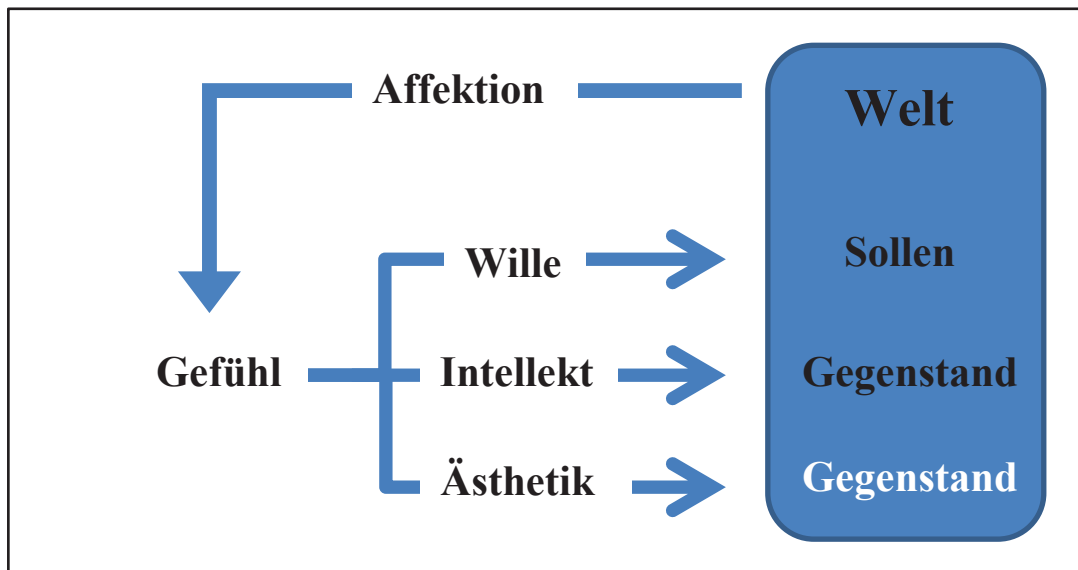 Affektion
Welt
Wille
Sollen
Gefühl
Intellekt
Gegenstand
Ästhetik
Gegenstand